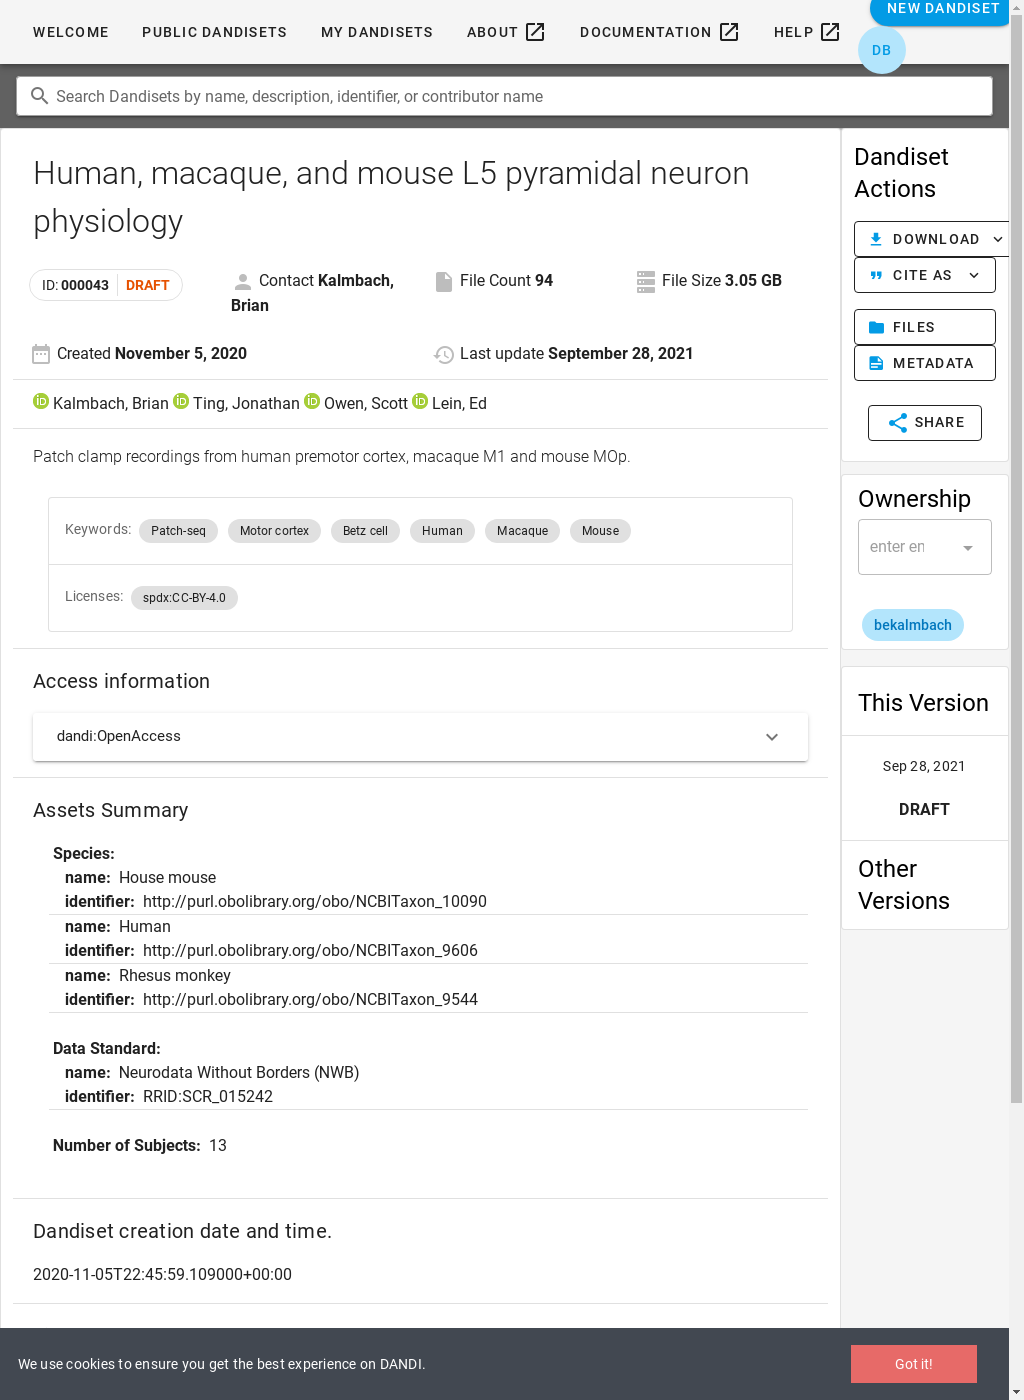 WELCOME PUBLIC DANDISETS MY DANDISETS ABOUT DOCUMENTATION HELP NEW DANDISET
DB
Search Dandisets by name, description, identifier, or contributor name
Human, macaque, and mouse L5 pyramidal neuron
physiology
ID: 000043 DRAFT
Contact Kalmbach,
Brian
File Count 94
File Size 3.05 GB
Created November 5, 2020
Last update September 28, 2021
iD Kalmbach, Brian iD Ting, Jonathan iD Owen, Scott iD Lein, Ed
Patch clamp recordings from human premotor cortex, macaque M1 and mouse MOp.
Keywords: Patch-seq Motor cortex Betz cell Human Macaque Mouse
Licenses: spdx:CC-BY-4.0
Access information
dandi:OpenAccess
Assets Summary
Species:
name: House mouse
identifier: http://purl.obolibrary.org/obo/NCBITaxon_10090
name: Human
identifier: http://purl.obolibrary.org/obo/NCBITaxon_9606
name: Rhesus monkey
identifier: http://purl.obolibrary.org/obo/NCBITaxon_9544
Data Standard:
name: Neurodata Without Borders (NWB)
identifier: RRID:SCR_015242
Number of Subjects: 13
Dandiset creation date and time.
2020-11-05T22:45:59.109000+00:00
Dandiset
Actions
DOWNLOAD
CITE AS
FILES
METADATA
SHARE
Ownership
enter en
bekalmbach
This Version
Sep 28, 2021
DRAFT
Other
Versions
We use cookies to ensure you get the best experience on DANDI.
Got it!